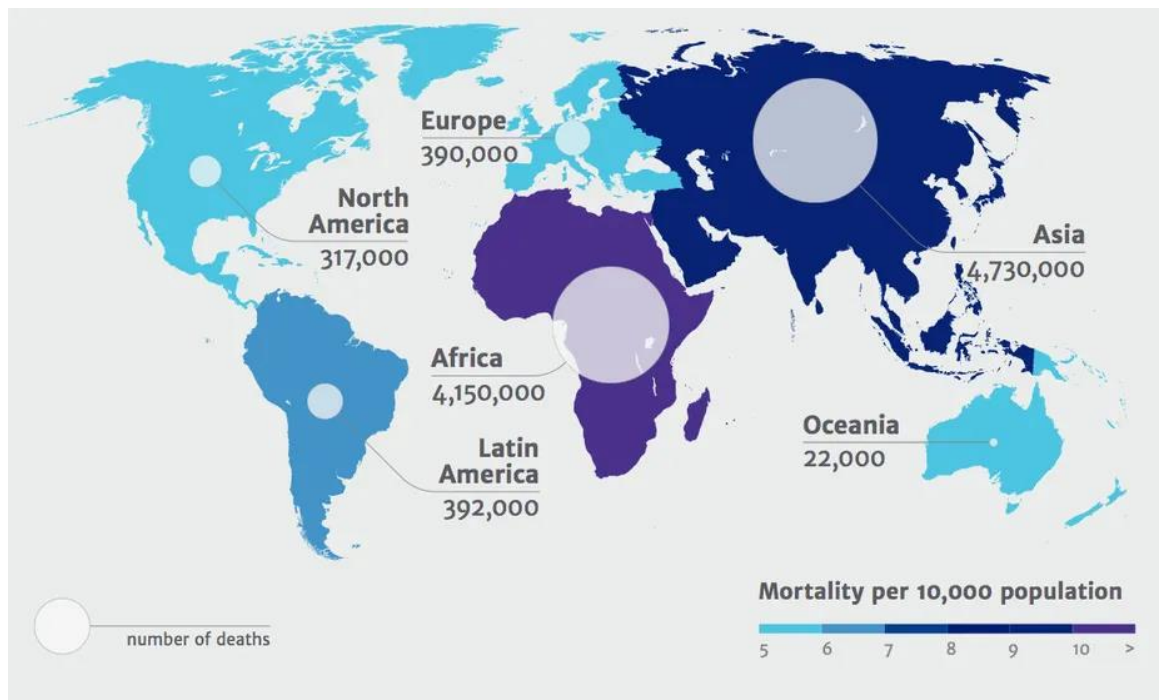 Europe
390,000
North
America
317,000
Asia
4,730,000
Africa
4,150,000
Oceania
22,000
Latin
America
392,000
Mortality per 10,000 population
number of deaths
5 6 7 8 9 10 >